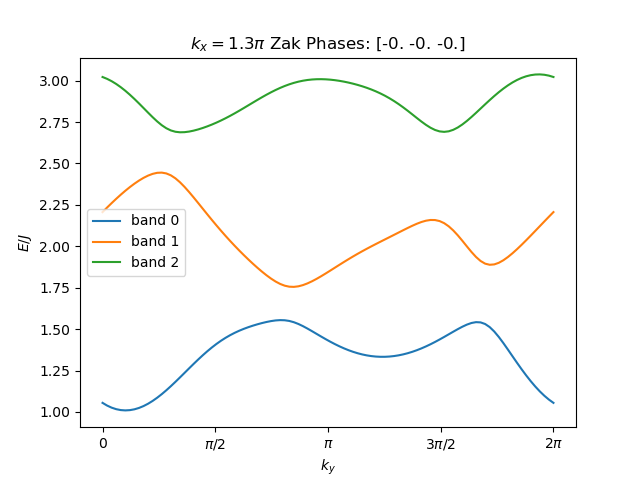 $k_x = 1.3\pi$ Zak Phases: [-0. -0. -0.]
3.00
2.75
2.50
2.25
2.00
1.75
1.50
1.25
1.00
E/J
band 0
band 1
band 2
0
π/2
π
3π/2
2π
$k_y$